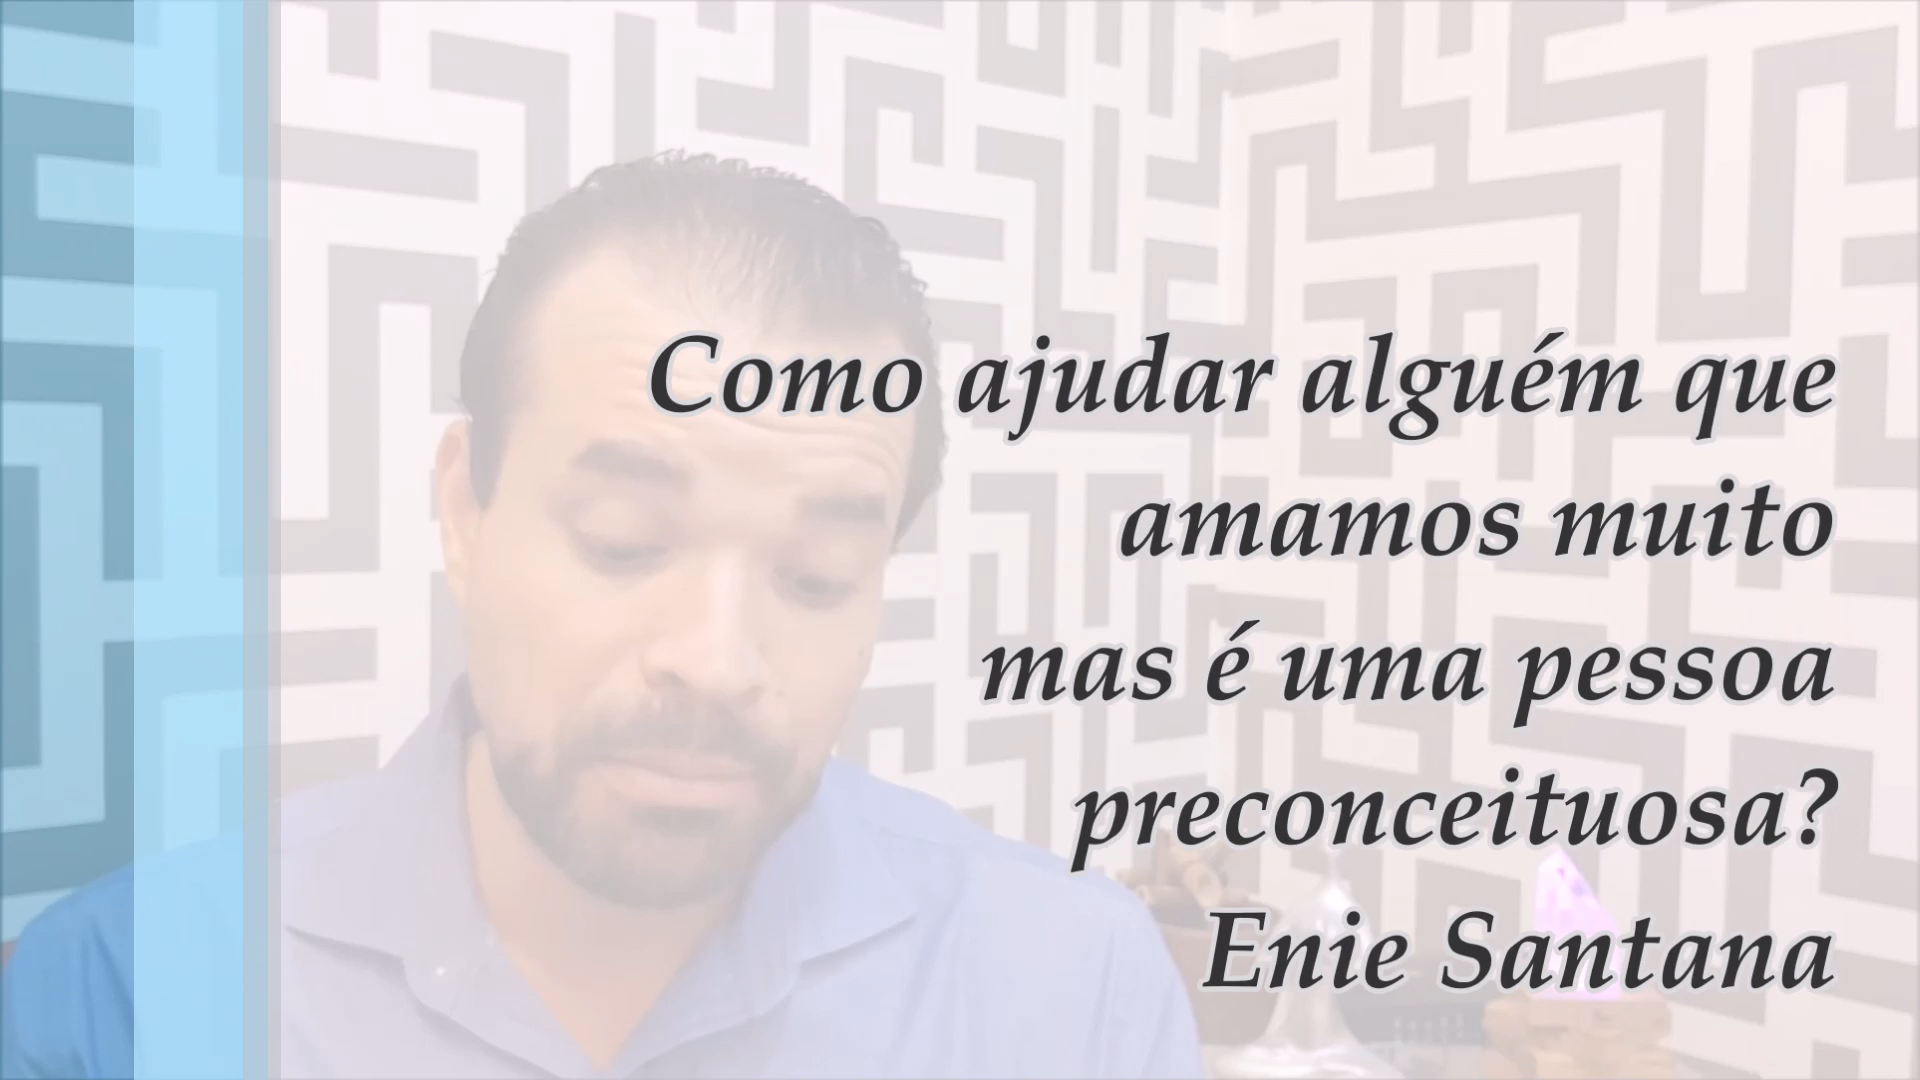 Como ajudar alguém que
amamos muito
mas é uma pessoa
preconceituosa?
Enie Santana